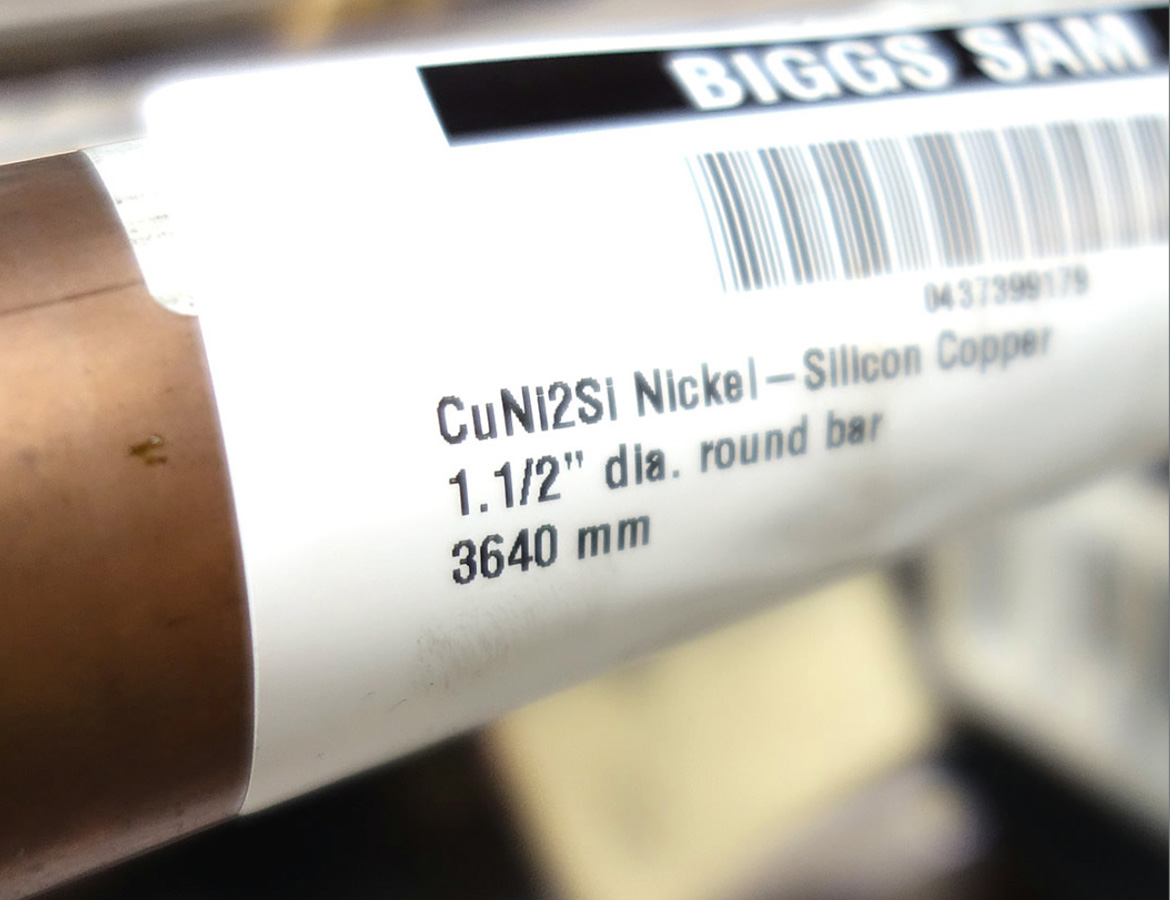 BIGGS SAM
0437399179
CuNi2Si Nickel–Silicon Copper
1.1/2" dia. round bar
3640 mm